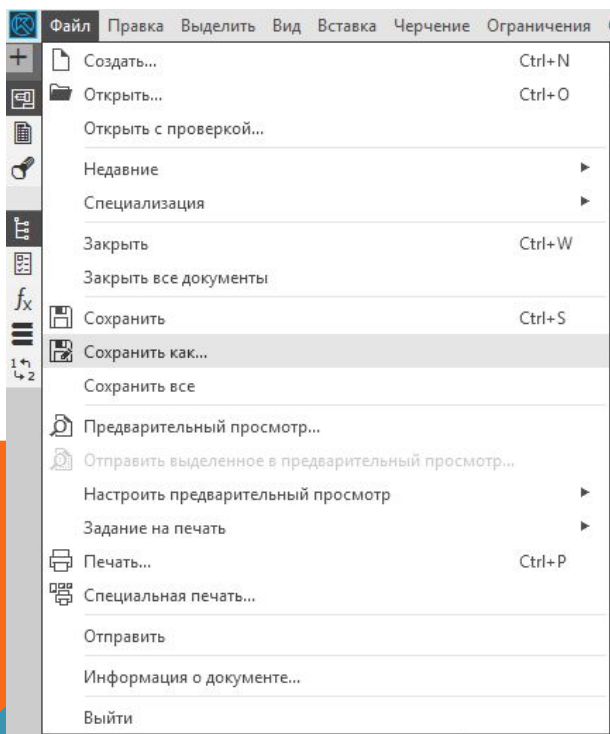 Файл Правка Выделить Вид Вставка Черчение Ограничения
Создать... Ctrl+N
Открыть... Ctrl+O
Открыть с проверкой...
Недавние
Специализация
Закрыть Ctrl+W
Закрыть все документы
Сохранить Ctrl+S
Сохранить как...
Сохранить все
Предварительный просмотр...
Отправить выделенное в предварительный просмотр...
Настроить предварительный просмотр
Задание на печать
Печать... Ctrl+P
Специальная печать...
Отправить
Информация о документе...
Выйти